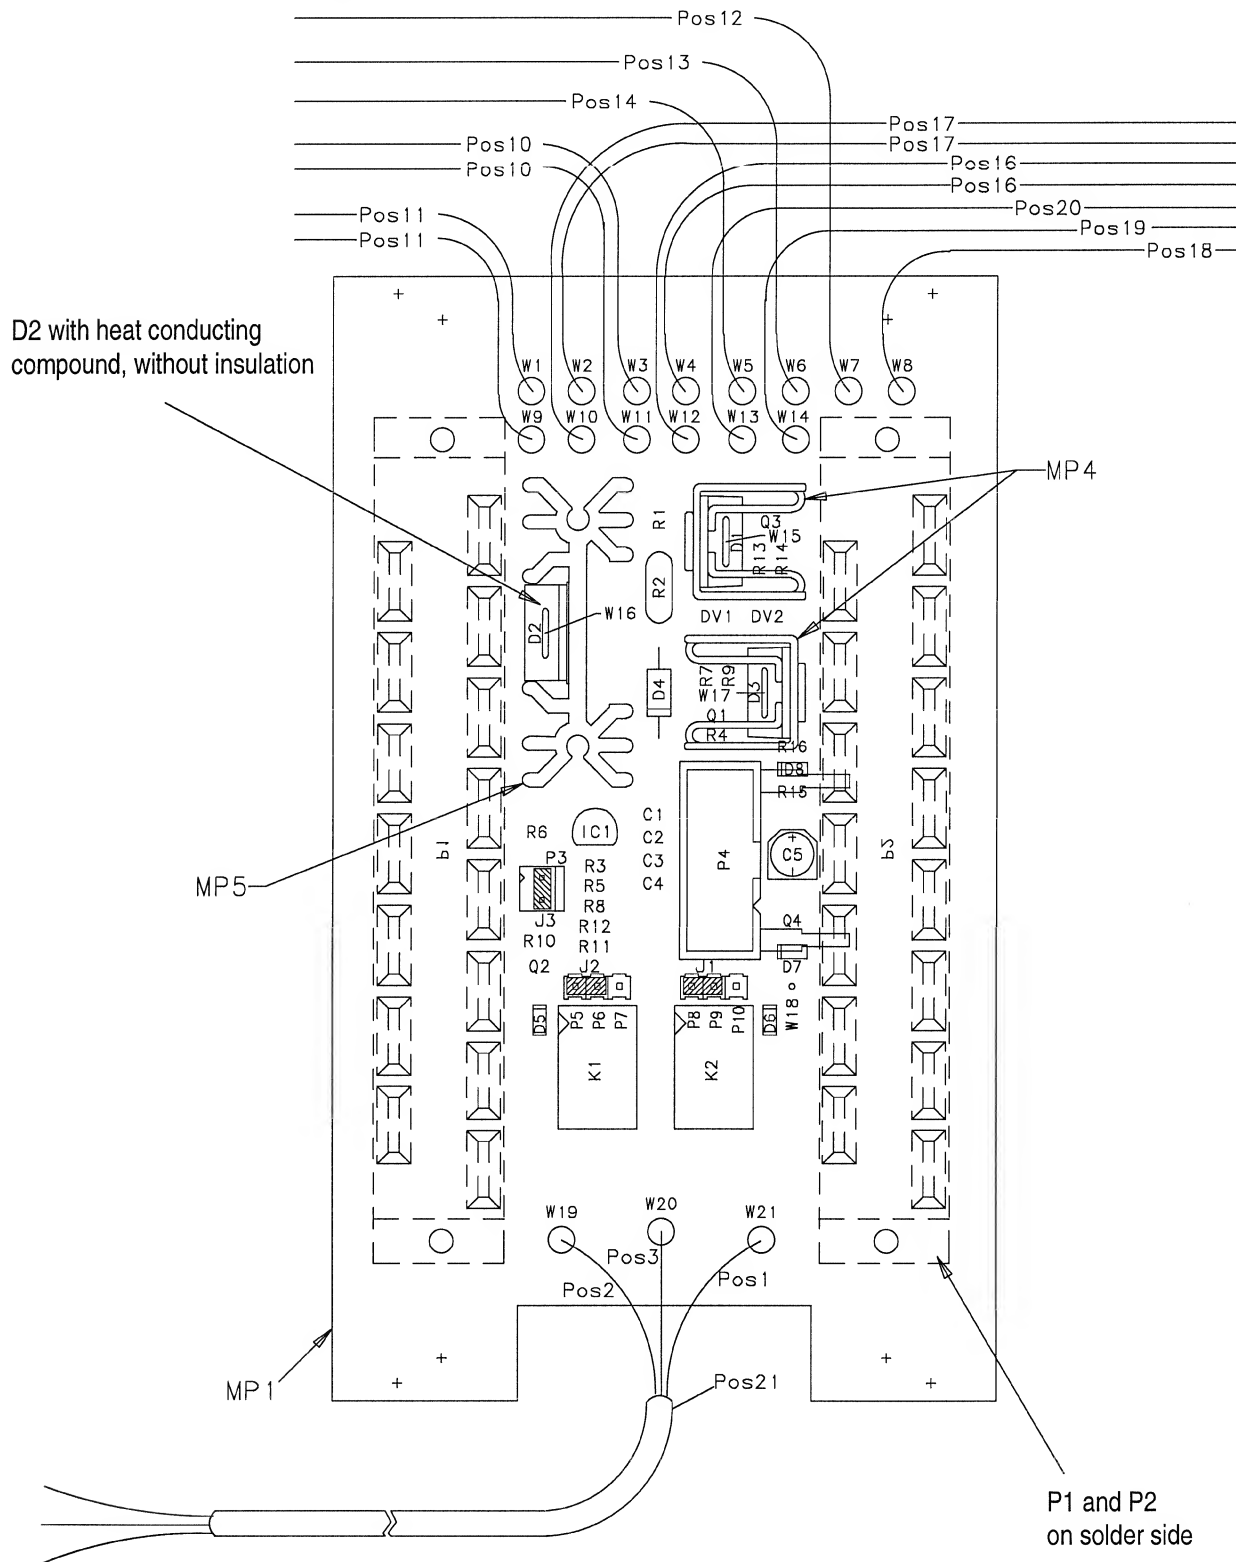 Pos12
Pos13
Pos14
Pos17
Pos10
Pos17
Pos10
Pos16
Pos16
Pos11
Pos20
Pos11
Pos19
Pos18
D2 with heat conducting
compound, without insulation
W1 W2 W3 W4 W5 W6 W7 W8
W9 W10 W11 W12 W13 W14
MP4
R1
Q3
W15
D1
R13
R14
R2
W16
D2
DV1 DV2
D4
R7
R9
W17
D3
Q1
R4
R16
D8
R15
MP5
R6
IC1
C1
C2
C3
C4
P4
C5
P1
P2
P3
R3
R5
R8
R12
R11
J3
R10
Q2
J2
J1
Q4
D7
W18
D5
P5
P6
P7
P8
P9
P10
D6
K1
K2
W19 W20 W21
Pos3
Pos2
Pos1
MP1
Pos21
P1 and P2
on solder side